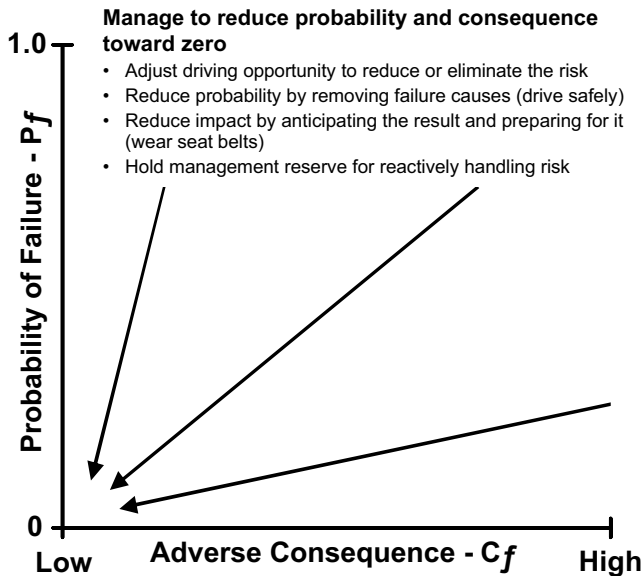 Manage to reduce probability and consequence
toward zero
• Adjust driving opportunity to reduce or eliminate the risk
• Reduce probability by removing failure causes (drive safely)
• Reduce impact by anticipating the result and preparing for it
(wear seat belts)
• Hold management reserve for reactively handling risk
1.0
Probability of Failure - Pf
0
Low
Adverse Consequence - Cf
High